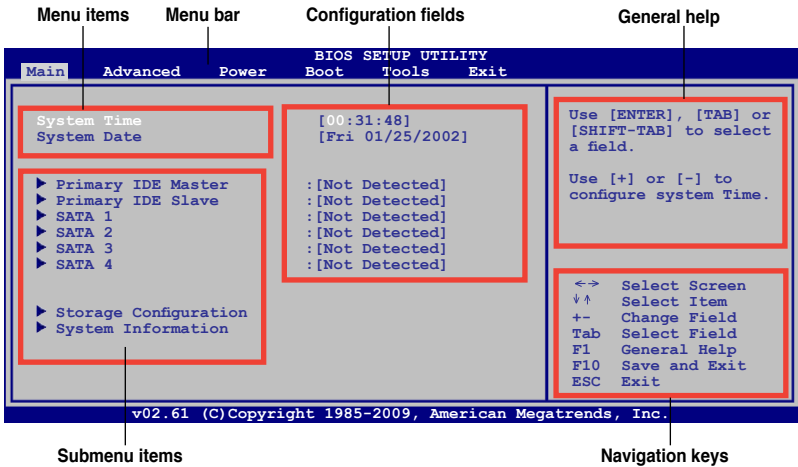 Menu items Menu bar Configuration fields General help
BIOS SETUP UTILITY
Main Advanced Power Boot Tools Exit
System Time [00:31:48]
System Date [Fri 01/25/2002]
Primary IDE Master :[Not Detected]
Primary IDE Slave :[Not Detected]
SATA 1 :[Not Detected]
SATA 2 :[Not Detected]
SATA 3 :[Not Detected]
SATA 4 :[Not Detected]
Storage Configuration
System Information
Use [ENTER], [TAB] or
[SHIFT-TAB] to select
a field.
Use [+] or [-] to
configure system Time.
←→ Select Screen
↓↑ Select Item
+- Change Field
Tab Select Field
F1 General Help
F10 Save and Exit
ESC Exit
v02.61 (C)Copyright 1985-2009, American Megatrends, Inc.
Submenu items Navigation keys